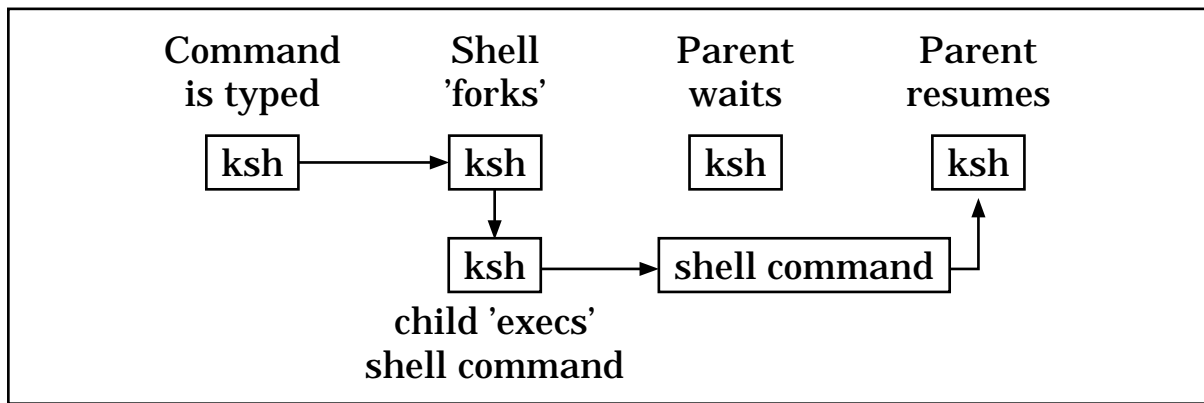 Command
is typed
Shell
’forks’
Parent
waits
Parent
resumes
ksh
ksh
ksh
ksh
ksh
shell command
child ’execs’
shell command